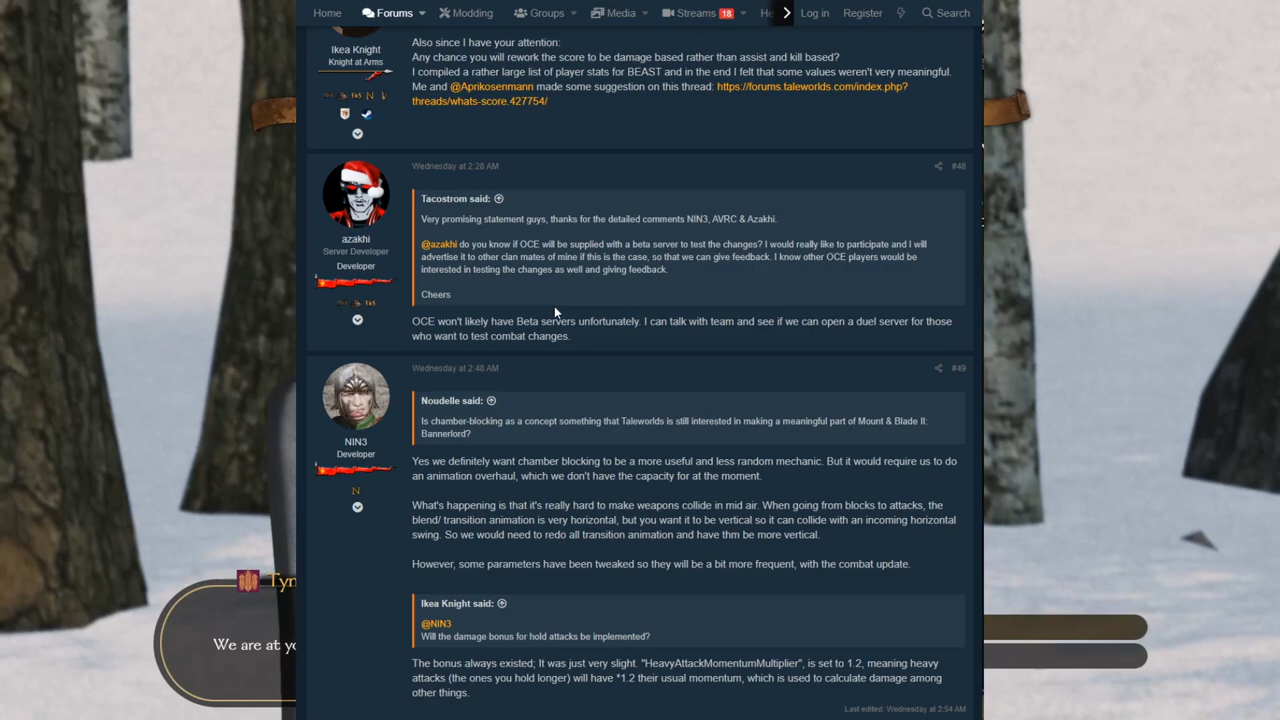 Home Forums Modding Groups Media Streams 18 He Log in Register Search
Ikea Knight
Knight at Arms
Also since I have your attention:
Any chance you will rework the score to be damage based rather than assist and kill based?
I compiled a rather large list of player stats for BEAST and in the end I felt that some values weren't very meaningful.
Me and @Aprikosenmann made some suggestion on this thread: https://forums.taleworlds.com/index.php?
threads/whats-score.427754/
Wednesday at 2:28 AM #48
azakhi
Server Developer
Developer
Tacostrom said:
Very promising statement guys, thanks for the detailed comments NIN3, AVRC & Azakhi.
@azakhi do you know if OCE will be supplied with a beta server to test the changes? I would really like to participate and I will
advertise it to other clan mates of mine if this is the case, so that we can give feedback. I know other OCE players would be
interested in testing the changes as well and giving feedback.
Cheers
OCE won't likely have Beta servers unfortunately. I can talk with team and see if we can open a duel server for those
who want to test combat changes.
Wednesday at 2:48 AM #49
NIN3
Developer
N
Noudelle said:
Is chamber-blocking as a concept something that Taleworlds is still interested in making a meaningful part of Mount & Blade II:
Bannerlord?
Yes we definitely want chamber blocking to be a more useful and less random mechanic. But it would require us to do
an animation overhaul, which we don't have the capacity for at the moment.
What's happening is that it's really hard to make weapons collide in mid air. When going from blocks to attacks, the
blend/ transition animation is very horizontal, but you want it to be vertical so it can collide with an incoming horizontal
swing. So we would need to redo all transition animation and have thm be more vertical.
However, some parameters have been tweaked so they will be a bit more frequent, with the combat update.
Ikea Knight said:
@NIN3
Will the damage bonus for hold attacks be implemented?
The bonus always existed; It was just very slight. "HeavyAttackMomentumMultiplier", is set to 1.2, meaning heavy
attacks (the ones you hold longer) will have *1.2 their usual momentum, which is used to calculate damage among
other things.
Last edited: Wednesday at 2:54 AM
Tyn
We are at yo